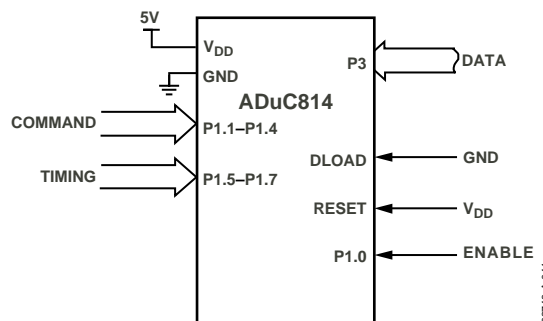 5V
VDD
GND
P3
DATA
ADuC814
COMMAND
P1.1–P1.4
DLOAD
GND
TIMING
P1.5–P1.7
RESET
VDD
P1.0
ENABLE